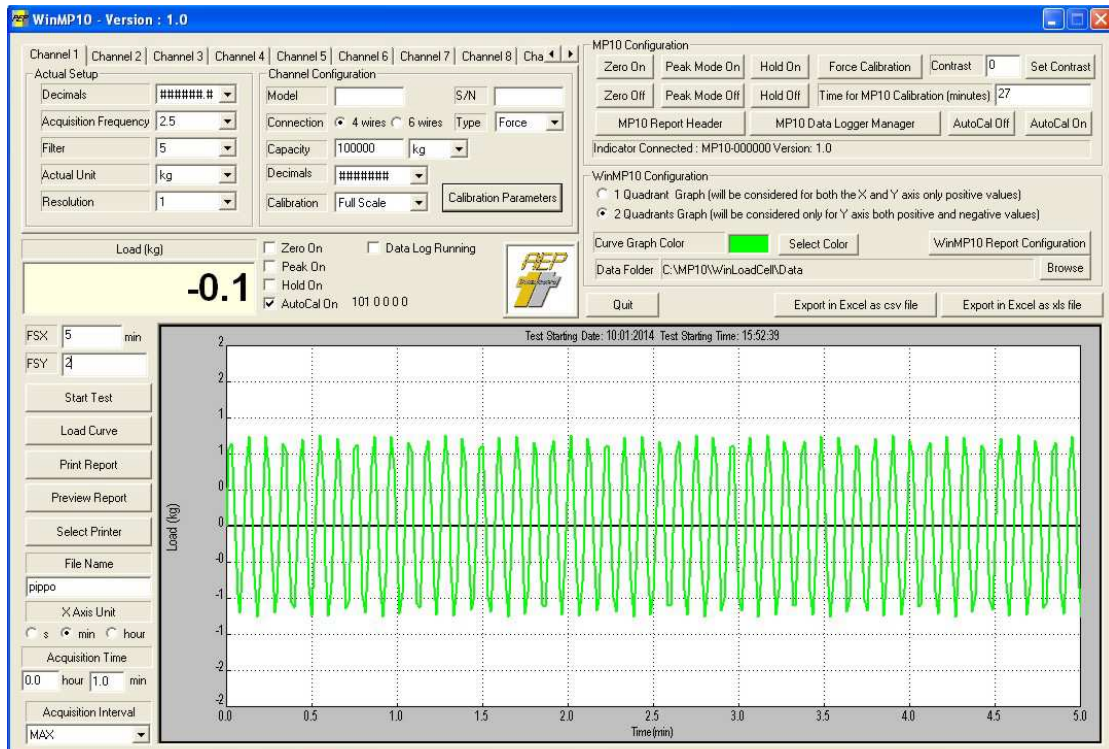 WinMP10 - Version : 1.0
Channel 1 Channel 2 Channel 3 Channel 4 Channel 5 Channel 6 Channel 7 Channel 8 Cha
Actual Setup
Decimals ######.#
Acquisition Frequency 2.5
Filter 5
Actual Unit kg
Resolution 1
Channel Configuration
Model S/N
Connection 4 wires 6 wires Type Force
Capacity 100000 kg
Decimals #######
Calibration Full Scale Calibration Parameters
MP10 Configuration
Zero On Peak Mode On Hold On Force Calibration Contrast 0 Set Contrast
Zero Off Peak Mode Off Hold Off Time for MP10 Calibration (minutes) 27
MP10 Report Header MP10 Data Logger Manager AutoCal Off AutoCal On
Indicator Connected : MP10-000000 Version: 1.0
WinMP10 Configuration
1 Quadrant Graph (will be considered for both the X and Y axis only positive values)
2 Quadrants Graph (will be considered only for Y axis both positive and negative values)
Curve Graph Color Select Color WinMP10 Report Configuration
Data Folder C:\MP10\WinLoadCell\Data Browse
Quit Export in Excel as csv file Export in Excel as xls file
Load (kg)
-0.1
Zero On Data Log Running
Peak On
Hold On
AutoCal On 101 0 0 0 0
AEP
FSX 5 min
FSY 2
Start Test
Load Curve
Print Report
Preview Report
Select Printer
File Name
pippo
X Axis Unit
s min hour
Acquisition Time
0.0 hour 1.0 min
Acquisition Interval
MAX
Test Starting Date: 10:01:2014 Test Starting Time: 15:52:39
2
2
1
1
0
0
-0
-1
-1
-2
-2
Load (kg)
0.0 0.5 1.0 1.5 2.0 2.5 3.0 3.5 4.0 4.5 5.0
Time(min)